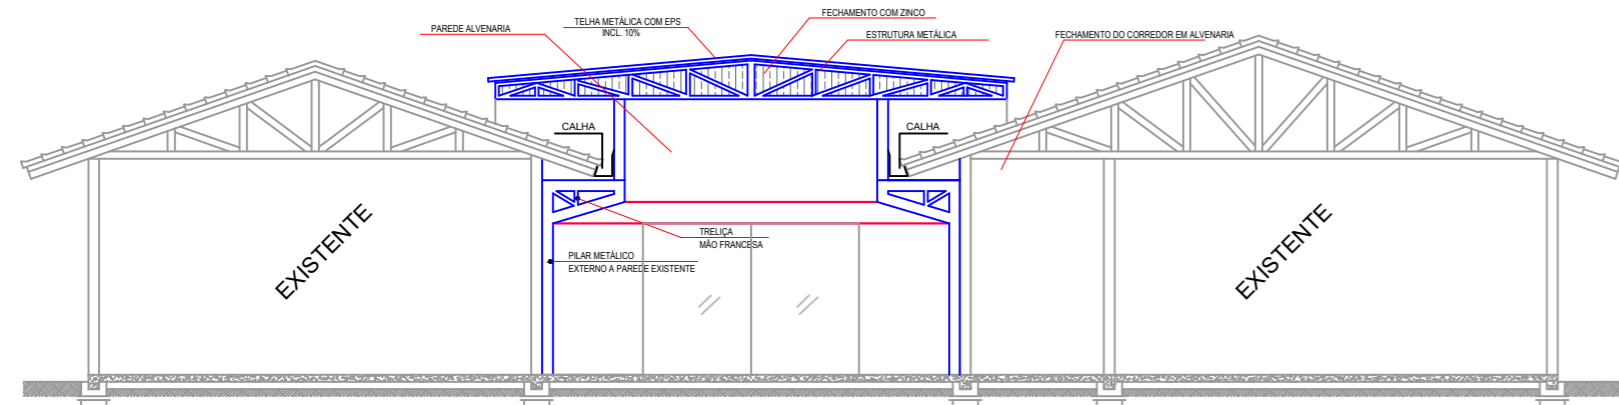 FECHAMENTO COM ZINCO
TELHA METÁLICA COM EPS
INCL. 10%
PAREDE ALVENARIA
ESTRUTURA METÁLICA
FECHAMENTO DO CORREDOR EM ALVENARIA
CALHA
CALHA
EXISTENTE
EXISTENTE
TRELIÇA
MÃO FRANCESA
PILAR METÁLICO
EXTERNO A PAREDE EXISTENTE